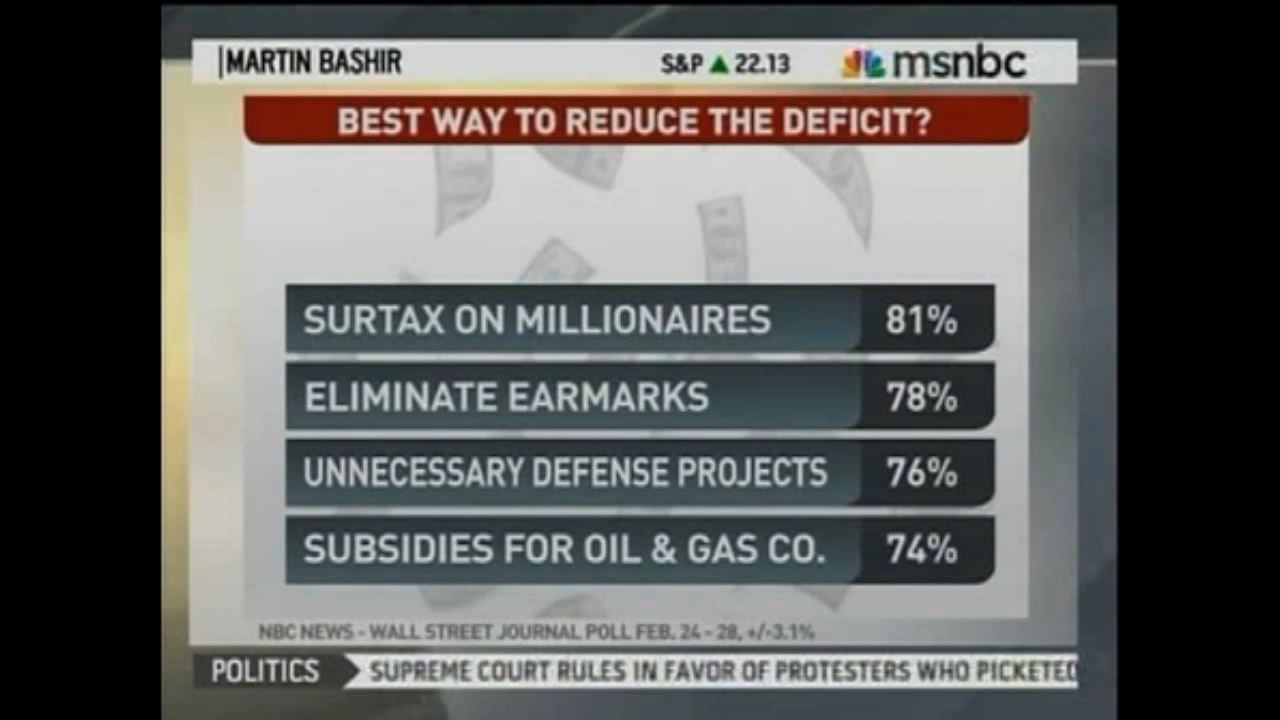 |MARTIN BASHIR
S&P ▲ 22.13
msnbc
BEST WAY TO REDUCE THE DEFICIT?
SURTAX ON MILLIONAIRES 81%
ELIMINATE EARMARKS 78%
UNNECESSARY DEFENSE PROJECTS 76%
SUBSIDIES FOR OIL & GAS CO. 74%
NBC NEWS - WALL STREET JOURNAL POLL FEB. 24 - 28, +/-3.1%
POLITICS SUPREME COURT RULES IN FAVOR OF PROTESTERS WHO PICKETED